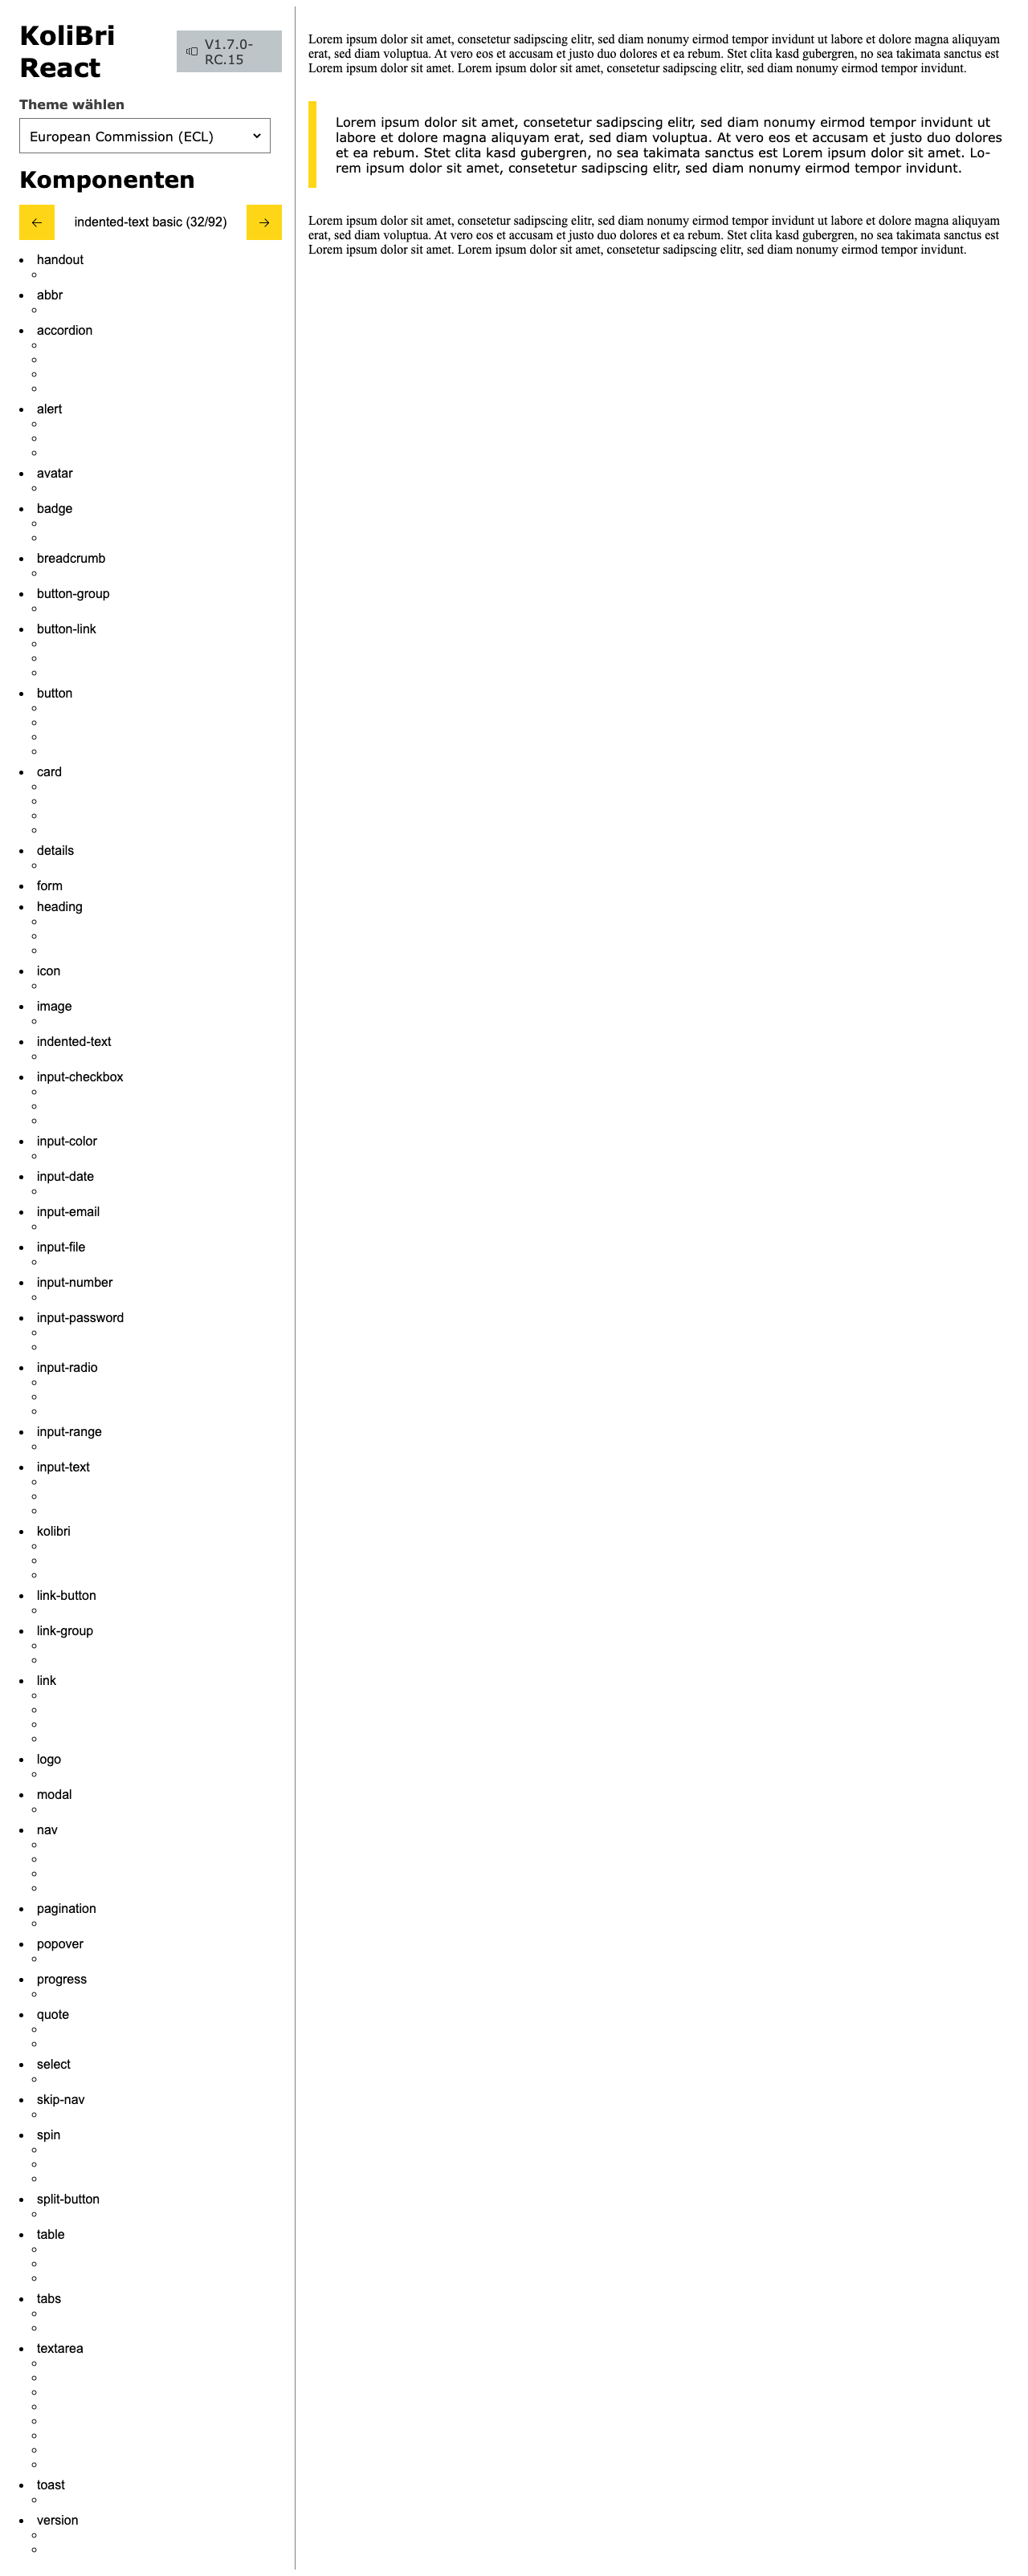 KoliBri
React
V1.7.0-
RC.15
Theme wählen
European Commission (ECL)
Komponenten
← indented-text basic (32/92) →
handout
abbr
accordion
alert
avatar
badge
breadcrumb
button-group
button-link
button
card
details
form
heading
icon
image
indented-text
input-checkbox
input-color
input-date
input-email
input-file
input-number
input-password
input-radio
input-range
input-text
kolibri
link-button
link-group
link
logo
modal
nav
pagination
popover
progress
quote
select
skip-nav
spin
split-button
table
tabs
textarea
toast
version
Lorem ipsum dolor sit amet, consetetur sadipscing elitr, sed diam nonumy eirmod tempor invidunt ut labore et dolore magna aliquyam
erat, sed diam voluptua. At vero eos et accusam et justo duo dolores et ea rebum. Stet clita kasd gubergren, no sea takimata sanctus est
Lorem ipsum dolor sit amet. Lorem ipsum dolor sit amet, consetetur sadipscing elitr, sed diam nonumy eirmod tempor invidunt.
Lorem ipsum dolor sit amet, consetetur sadipscing elitr, sed diam nonumy eirmod tempor invidunt ut
labore et dolore magna aliquyam erat, sed diam voluptua. At vero eos et accusam et justo duo dolores
et ea rebum. Stet clita kasd gubergren, no sea takimata sanctus est Lorem ipsum dolor sit amet. Lo-
rem ipsum dolor sit amet, consetetur sadipscing elitr, sed diam nonumy eirmod tempor invidunt.
Lorem ipsum dolor sit amet, consetetur sadipscing elitr, sed diam nonumy eirmod tempor invidunt ut labore et dolore magna aliquyam
erat, sed diam voluptua. At vero eos et accusam et justo duo dolores et ea rebum. Stet clita kasd gubergren, no sea takimata sanctus est
Lorem ipsum dolor sit amet. Lorem ipsum dolor sit amet, consetetur sadipscing elitr, sed diam nonumy eirmod tempor invidunt.